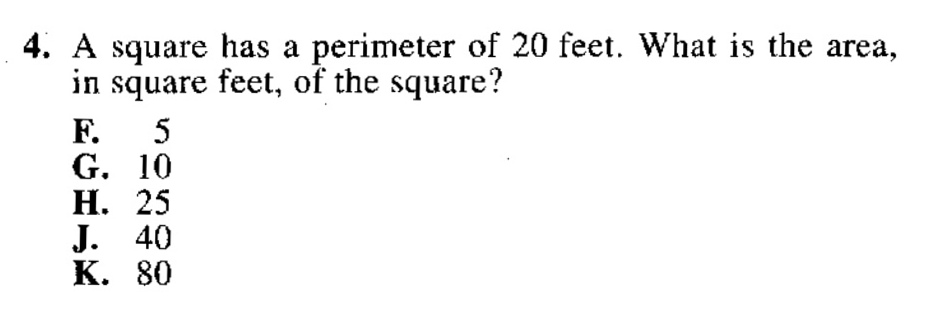 4. A square has a perimeter of 20 feet. What is the area,
in square feet, of the square?
F. 5
G. 10
H. 25
J. 40
K. 80